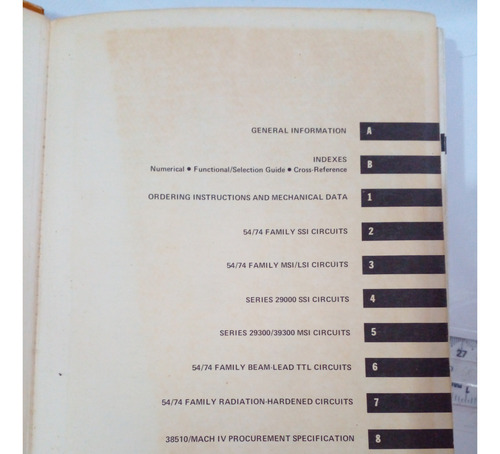 GENERAL INFORMATION A
INDEXES
Numerical • Functional/Selection Guide • Cross-Reference B
ORDERING INSTRUCTIONS AND MECHANICAL DATA 1
54/74 FAMILY SSI CIRCUITS 2
54/74 FAMILY MSI/LSI CIRCUITS 3
SERIES 29000 SSI CIRCUITS 4
SERIES 29300/39300 MSI CIRCUITS 5
54/74 FAMILY BEAM-LEAD TTL CIRCUITS 6
54/74 FAMILY RADIATION-HARDENED CIRCUITS 7
38510/MACH IV PROCUREMENT SPECIFICATION 8
27
1